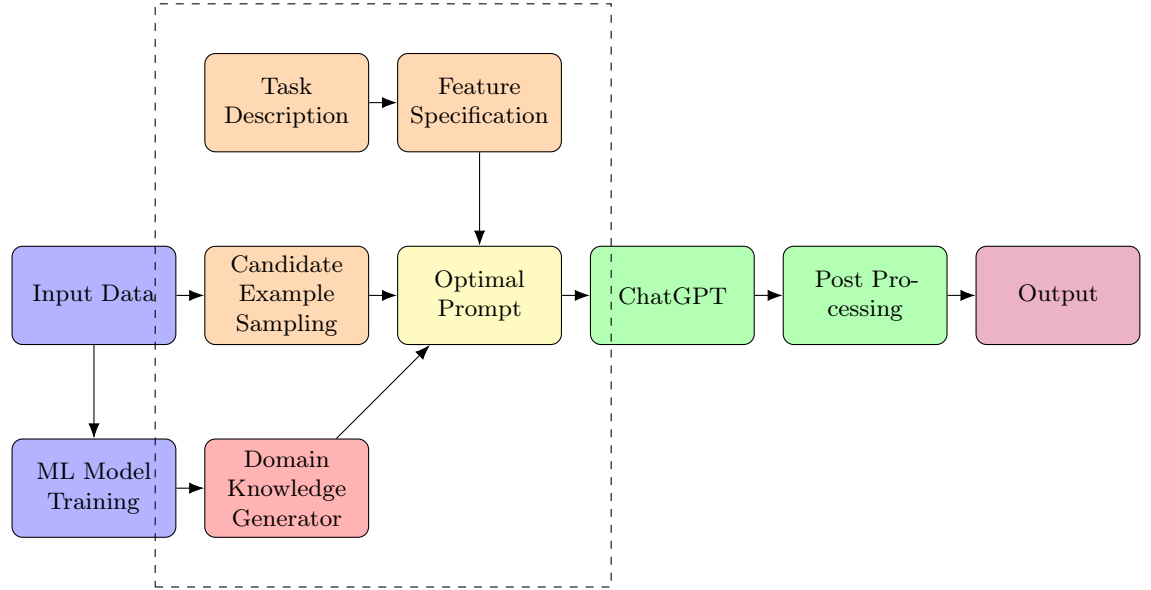 Task
Description
Feature
Specification
Input Data
Candidate
Example
Sampling
Optimal
Prompt
ChatGPT
Post Pro-
cessing
Output
ML Model
Training
Domain
Knowledge
Generator